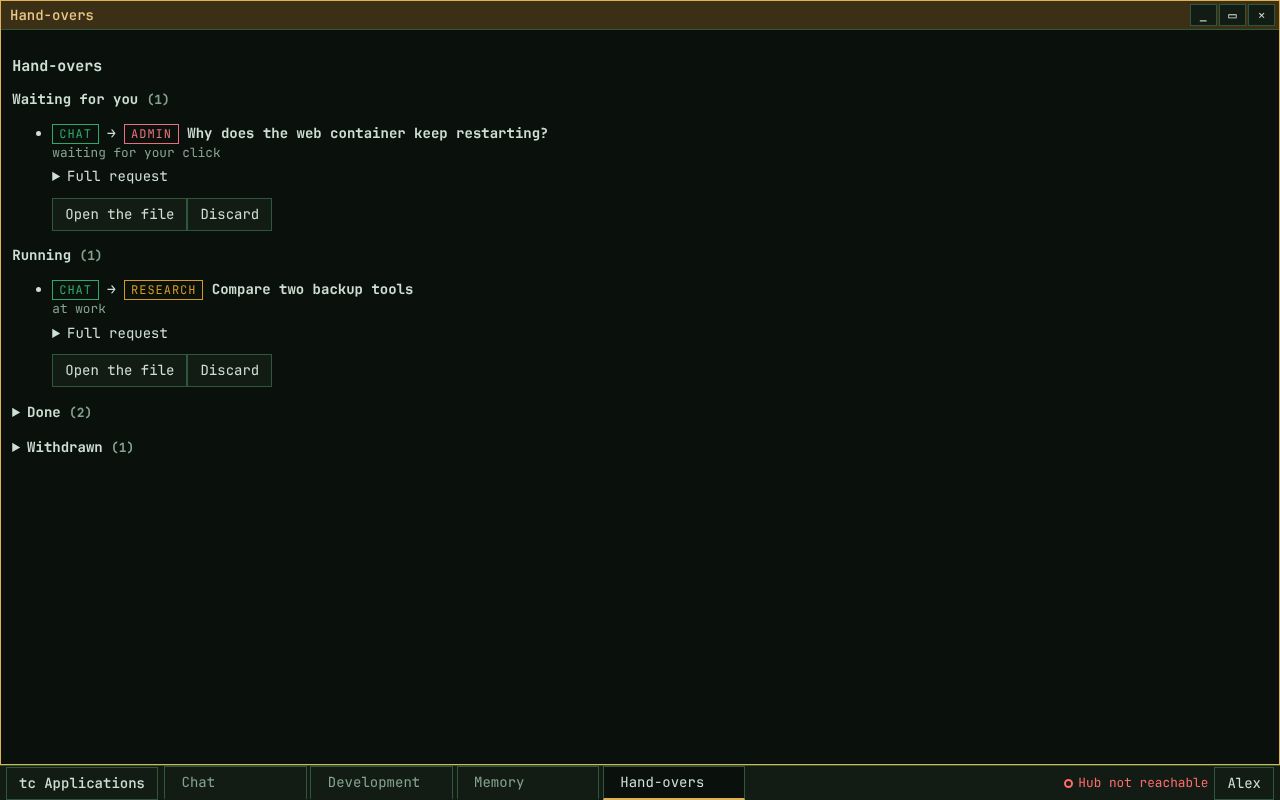 Hand-overs
_ ▭ ×
Hand-overs
Waiting for you (1)
• CHAT → ADMIN Why does the web container keep restarting?
waiting for your click
▶ Full request
Open the file Discard
Running (1)
• CHAT → RESEARCH Compare two backup tools
at work
▶ Full request
Open the file Discard
▶ Done (2)
▶ Withdrawn (1)
tc Applications Chat Development Memory Hand-overs Hub not reachable Alex